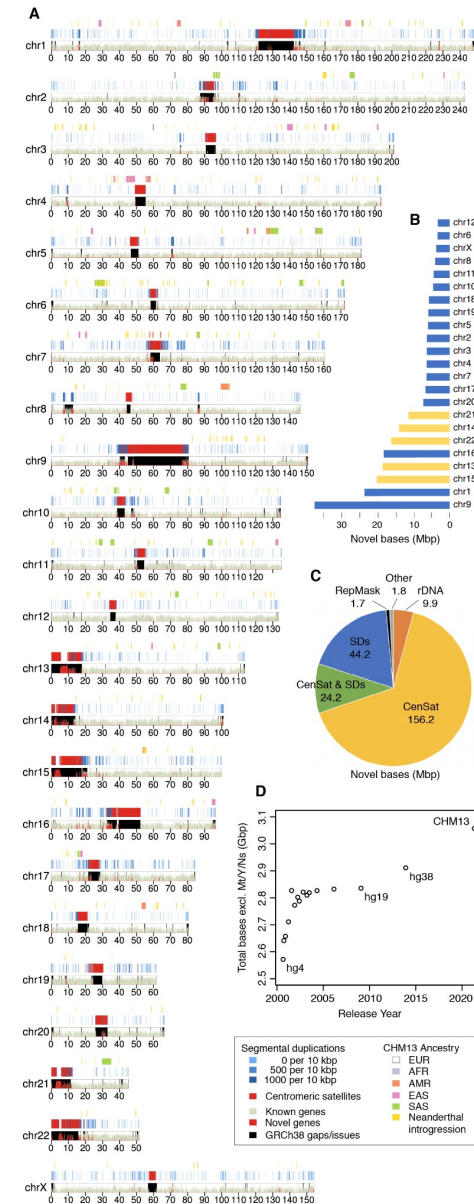 A
chr1
0 10 20 30 40 50 60 70 80 90 100 110 120 130 140 150 160 170 180 190 200 210 220 230 240
chr2
0 10 20 30 40 50 60 70 80 90 100 110 120 130 140 150 160 170 180 190 200 210 220 230 240
chr3
0 10 20 30 40 50 60 70 80 90 100 110 120 130 140 150 160 170 180 190 200
chr4
0 10 20 30 40 50 60 70 80 90 100 110 120 130 140 150 160 170 180 190
chr5
0 10 20 30 40 50 60 70 80 90 100 110 120 130 140 150 160 170 180
chr6
0 10 20 30 40 50 60 70 80 90 100 110 120 130 140 150 160 170
chr7
0 10 20 30 40 50 60 70 80 90 100 110 120 130 140 150 160
chr8
0 10 20 30 40 50 60 70 80 90 100 110 120 130 140
chr9
0 10 20 30 40 50 60 70 80 90 100 110 120 130 140 150
chr10
0 10 20 30 40 50 60 70 80 90 100 110 120 130
chr11
0 10 20 30 40 50 60 70 80 90 100 110 120 130
chr12
0 10 20 30 40 50 60 70 80 90 100 110 120 130
chr13
0 10 20 30 40 50 60 70 80 90 100 110
chr14
0 10 20 30 40 50 60 70 80 90 100
chr15
0 10 20 30 40 50 60 70 80 90
chr16
0 10 20 30 40 50 60 70 80 90
chr17
0 10 20 30 40 50 60 70 80
chr18
0 10 20 30 40 50 60 70 80
chr19
0 10 20 30 40 50 60
chr20
0 10 20 30 40 50 60
chr21
0 10 20 30 40
chr22
0 10 20 30 40 50
chrX
0 10 20 30 40 50 60 70 80 90 100 110 120 130 140 150
B
chr12
chr6
chrX
chr8
chr11
chr10
chr18
chr19
chr5
chr2
chr3
chr4
chr7
chr17
chr20
chr21
chr14
chr22
chr16
chr13
chr15
chr1
chr9
30 20 10 0
Novel bases (Mbp)
C
Other
RepMask 1.8 rDNA
1.7 9.9
SDs
44.2
CenSat & SDs
24.2
CenSat
156.2
Novel bases (Mbp)
D
Total bases excl. Mt/Y/Ns (Gbp)
3.1
3.0
2.9
2.8
2.7
2.6
2.5
CHM13
hg38
hg19
hg4
2000 2005 2010 2015 2020
Release Year
Segmental duplications
0 per 10 kbp
500 per 10 kbp
1000 per 10 kbp
Centromeric satellites
Known genes
Novel genes
GRCh38 gaps/issues
CHM13 Ancestry
EUR
AFR
AMR
EAS
SAS
Neanderthal
introgression